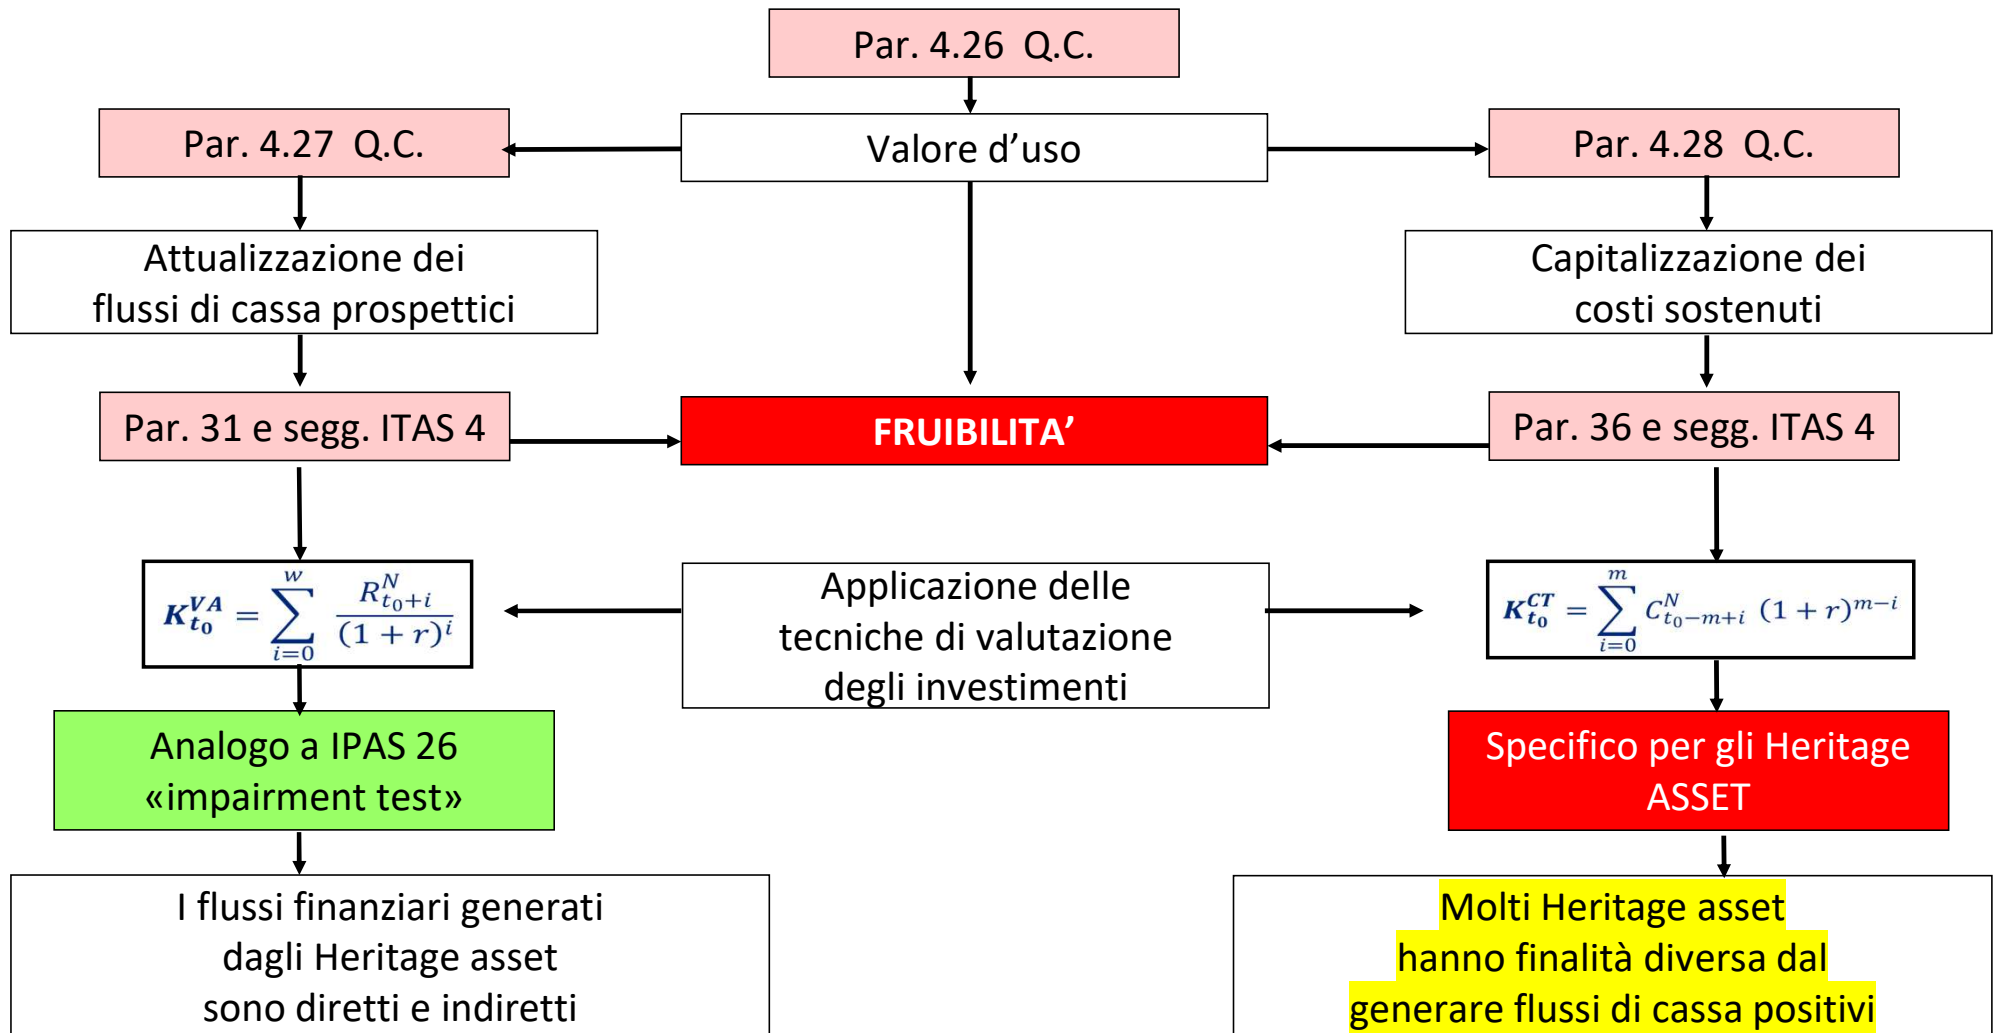 Par. 4.26 Q.C.
Par. 4.27 Q.C.
Valore d’uso
Par. 4.28 Q.C.
Attualizzazione dei
flussi di cassa prospettici
Capitalizzazione dei
costi sostenuti
Par. 31 e segg. ITAS 4
FRUIBILITA’
Par. 36 e segg. ITAS 4
$K_{t_0}^{VA} = \sum_{i=0}^{w} \frac{R_{t_0+i}^{N}}{(1+r)^i}$
Applicazione delle
tecniche di valutazione
degli investimenti
$K_{t_0}^{CT} = \sum_{i=0}^{m} C_{t_0-m+i}^{N} (1+r)^{m-i}$
Analogo a IPAS 26
«impairment test»
Specifico per gli Heritage
ASSET
I flussi finanziari generati
dagli Heritage asset
sono diretti e indiretti
Molti Heritage asset
hanno finalità diversa dal
generare flussi di cassa positivi